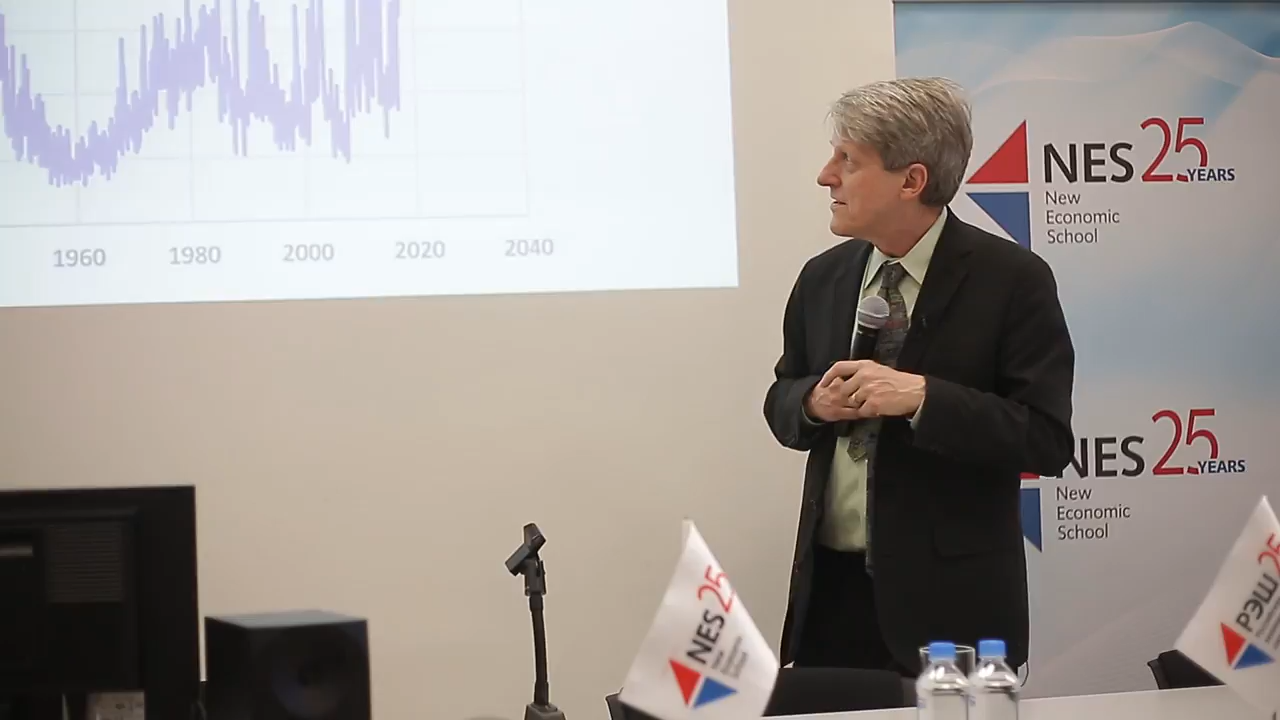 1960 1980 2000 2020 2040
NES 25 YEARS
New
Economic
School
NES 25 YEARS
New
Economic
School
NES 25
РЭШ 25